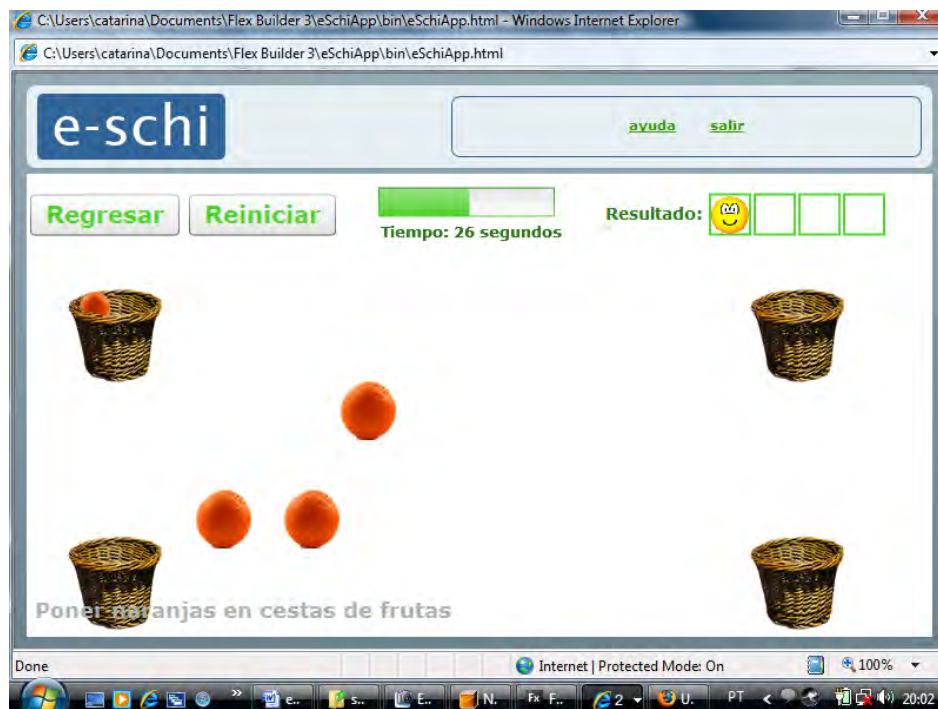 C:\Users\catarina\Documents\Flex Builder 3\eSchiApp\bin\eSchiApp.html - Windows Internet Explorer
C:\Users\catarina\Documents\Flex Builder 3\eSchiApp\bin\eSchiApp.html
e-schi
ayuda salir
Regresar Reiniciar
Tiempo: 26 segundos
Resultado:
Poner naranjas en cestas de frutas
Done Internet | Protected Mode: On 100%
» e.. s.. E.. N. Fx F.. 2 U. PT < 20:02